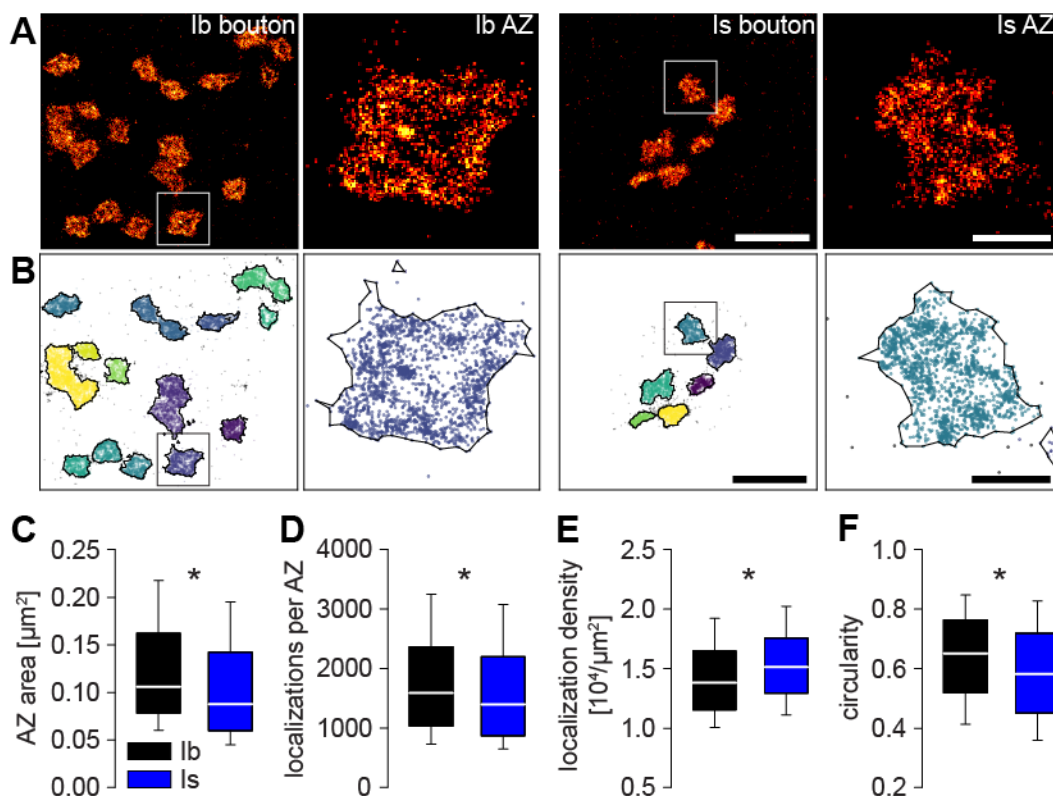 A
Ib bouton
Ib AZ
Is bouton
Is AZ
B
C
AZ area [µm²]
0.25
0.20
0.15
0.10
0.05
0.00
*
Ib
Is
D
localizations per AZ
4000
3000
2000
1000
0
*
E
localization density
[10⁴/µm²]
2.5
2.0
1.5
1.0
0.5
*
F
circularity
1.0
0.8
0.6
0.4
0.2
*